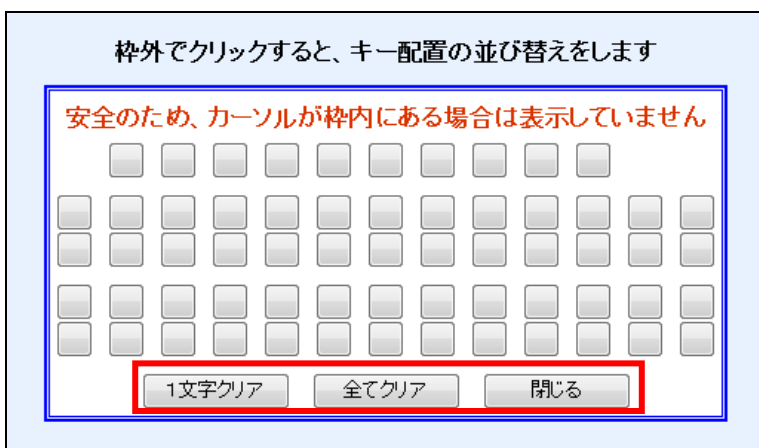 枠外でクリックすると、キー配置の並び替えをします
安全のため、カーソルが枠内にある場合は表示していません
1文字クリア 全てクリア 閉じる